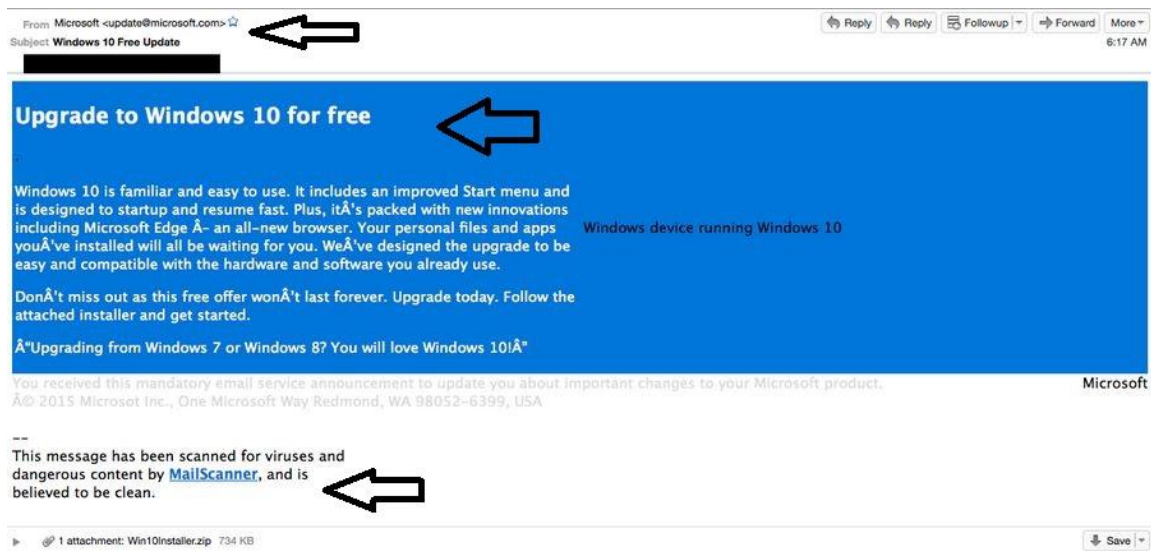 From Microsoft <update@microsoft.com>
Reply Reply Followup Forward More
Subject Windows 10 Free Update
6:17 AM
Upgrade to Windows 10 for free
.
Windows 10 is familiar and easy to use. It includes an improved Start menu and
is designed to startup and resume fast. Plus, itÂ's packed with new innovations
including Microsoft Edge Â– an all-new browser. Your personal files and apps
youÂ've installed will all be waiting for you. WeÂ've designed the upgrade to be
easy and compatible with the hardware and software you already use.
Windows device running Windows 10
DonÂ't miss out as this free offer wonÂ't last forever. Upgrade today. Follow the
attached installer and get started.
Â"Upgrading from Windows 7 or Windows 8? You will love Windows 10!Â"
You received this mandatory email service announcement to update you about important changes to your Microsoft product.
Microsoft
Â© 2015 Microsot Inc., One Microsoft Way Redmond, WA 98052-6399, USA
--
This message has been scanned for viruses and
dangerous content by MailScanner, and is
believed to be clean.
1 attachment: Win10Installer.zip 734 KB
Save